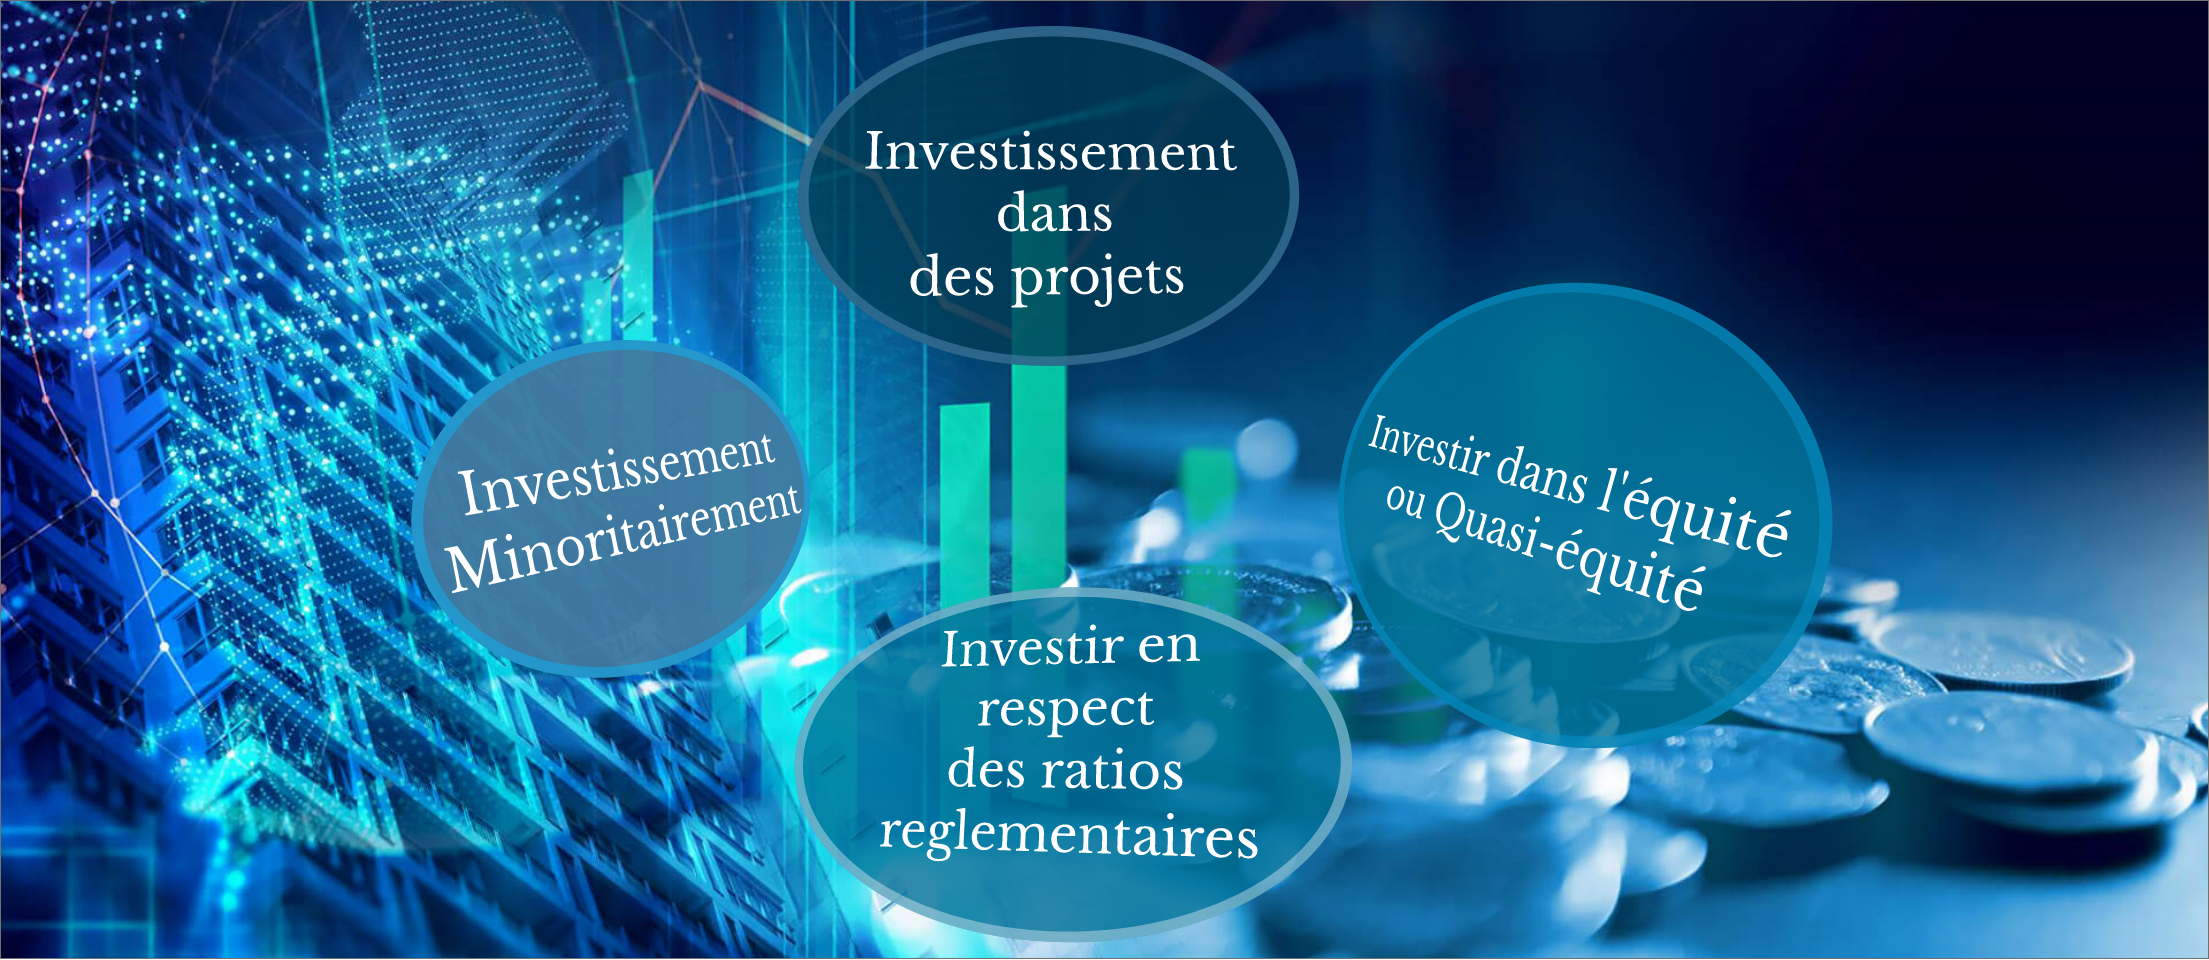 Investissement
dans
des projets
Investissement
Minoritairement
Investir dans l'équité
ou Quasi-équité
Investir en
respect
des ratios
reglementaires